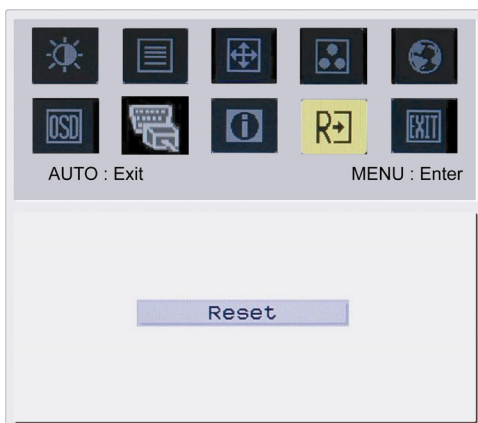 OSD
R
EXIT
AUTO : Exit
MENU : Enter
Reset